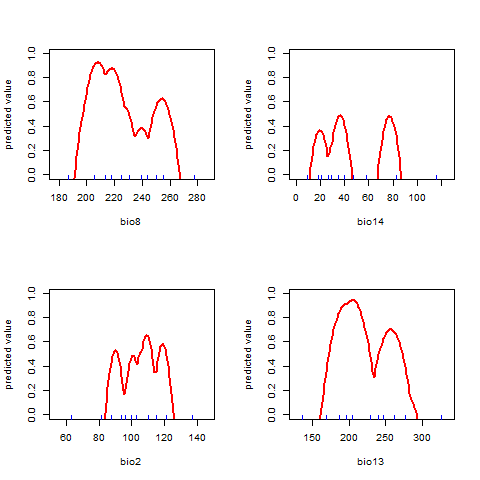 predicted value
0.0 0.2 0.4 0.6 0.8 1.0
180 200 220 240 260 280
bio8
predicted value
0.0 0.2 0.4 0.6 0.8 1.0
0 20 40 60 80 100
bio14
predicted value
0.0 0.2 0.4 0.6 0.8 1.0
60 80 100 120 140
bio2
predicted value
0.0 0.2 0.4 0.6 0.8 1.0
150 200 250 300
bio13